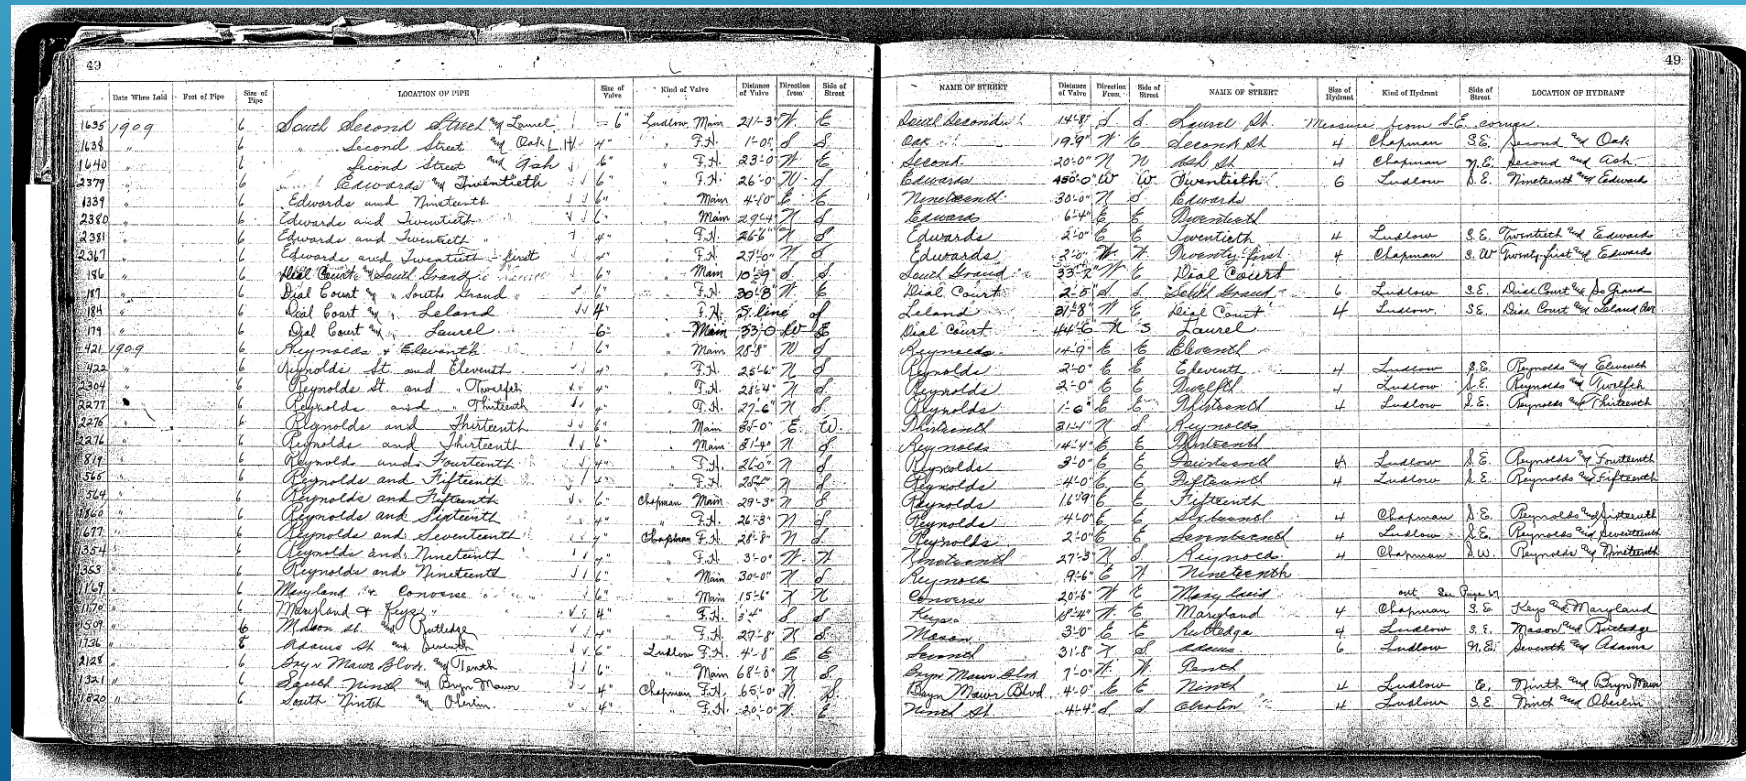 49
49
Date When Laid Feet of Pipe Size of Pipe LOCATION OF PIPE Size of Valve Kind of Valve Distance of Valve Direction from Side of Street NAME OF STREET Distance of Valve Direction From Side of Street NAME OF STREET Size of Hydrant Kind of Hydrant Side of Street LOCATION OF HYDRANT
1635 1909 6 South Second Street and Laurel 6" Ludlow Main 21'-3" N. E South Second 14'-8" S S. Laurel St. Measure from S.E. corner
1638 " 6 Second Street and Oak 4" " F.H. 1'-0" S Oak 19'-9" N E Second St 4 Chapman S.E. Second and Oak
1640 " 6 Second Street and Ash 6" " F.H. 23'-0" N. E Second 20'-0" N N Ash St 4 Chapman N.E. Second and Ash
2379 " 6 Edwards and Twentieth 6" " F.H. 26'-0" N. S Edwards 450'-0" W W. Twentieth 6 Ludlow S.E. Nineteenth and Edwards
1339 " 6 Edwards and Nineteenth 6" " Main 4'-10" E E Nineteenth 30'-0" N S Edwards
2380 " 6 Edwards and Twentieth 6" " Main 29'-4" N S Edwards 6'-4" E E Twentieth
2381 " 6 Edwards and Twentieth 4" " F.H. 26'-6" N S Edwards 2'-0" E E Twentieth 4 Ludlow S.E. Twentieth and Edwards
2367 " 6 Edwards and Twentieth-first 4" " F.H. 27'-0" N S Edwards 2'-0" W. W. Twenty-first 4 Chapman S.W Twenty-first and Edwards
186 " 6 Dial Court & South Grand 6" " Main 10'-9" S S. South Grand 33'-2" W E Dial Court
187 " 6 Dial Court and South Grand 6" " F.H. 30'-8" N. E Dial Court 2'-5" S S South Grand 6 Ludlow S.E. Dial Court and So Grand
184 " 6 Dial Court and Leland 4" " F.H. S. line of Leland 31'-8" W E Dial Court 4 Ludlow S.E. Dial Court and Leland Av
179 " 6 Dial Court and Laurel 6" " Main 33'-0 W E Dial Court 44'-6 N S Laurel
421 1909 6 Reynolds & Eleventh 6" Main 28'-8" N S Reynolds 14'-9" E E Eleventh
422 " 6 Reynolds St. and Eleventh 4" " F.H. 25'-6" N S Reynolds 2'-0" E E Eleventh 4 Ludlow S.E. Reynolds and Eleventh
2304 " 6 Reynolds St. and Twelfth 4" " F.H. 28'-4" N S. Reynolds 2'-0" E E Twelfth 4 Ludlow S.E. Reynolds and Twelfth
2277 " 6 Reynolds and Thirteenth 4" " F.H. 27'-6" N S Reynolds 1'-6" E E Thirteenth 4 Ludlow S.E. Reynolds and Thirteenth
2276 " 6 Reynolds and Thirteenth 6" " Main E. W. Thirteenth 31'-1" N S Reynolds
2276 " 6 Reynolds and Thirteenth 6" " Main 31'-4" N S Reynolds 14'-4" E E Thirteenth
819 " 6 Reynolds and Fourteenth 4" " F.H. 26'-0" N S Reynolds 3'-0" E E Fourteenth 4 Ludlow S.E. Reynolds and Fourteenth
565 " 6 Reynolds and Fifteenth 4" " F.H. N S Reynolds 4'-0" E E Fifteenth 4 Ludlow S.E. Reynolds and Fifteenth
564 " 6 Reynolds and Fifteenth 6" Chapman Main 29'-3" N S Reynolds 16'-9" E E Fifteenth
1860 " 6 Reynolds and Sixteenth 4" " F.H. 26'-3" N S Reynolds 4'-0" E E Sixteenth 4 Chapman S.E. Reynolds and Sixteenth
1677 " 6 Reynolds and Seventeenth 4" Chapman F.H. 28'-8" N S. Reynolds 2'-0" E E Seventeenth 4 Ludlow S.E. Reynolds and Seventeenth
1354 " 6 Reynolds and Nineteenth 4" " F.H. 3'-0" W. W. Nineteenth 27'-3 N S Reynolds 4 Chapman S.W. Reynolds and Nineteenth
1353 " 6 Reynolds and Nineteenth 6" " Main 30'-0" N S Reynolds 9'-6" E Nineteenth
1169 " 6 Maryland & Converse 6" " Main 15'-6" N N Converse 20'-6" W E Maryland out See Page
1170 " 6 Maryland & Keys 4" " F.H. S S Keys W E Maryland 4 Chapman S.E Keys and Maryland
1509 " 6 Mason St. and Rutledge 4" " F.H. 27'-8" N S Mason 3'-0" E E Rutledge 4 Ludlow S.E. Mason and Rutledge
1736 " 6 Adams St and Seventh 6" Ludlow F.H. 4'-8" E E Seventh 31'-8" N S Adams 6 Ludlow N.E. Seventh and Adams
2128 " 6 Bryn Mawr Blvd. and Tenth 6" " Main 68'-8" N S Bryn Mawr Blvd 7'-0" W. W Tenth
1321 " 6 South Ninth and Bryn Mawr 4" Chapman F.H. 65'-0" N S. Bryn Mawr Blvd. 4'-0" E E Ninth 4 Ludlow E. Ninth and Bryn Mawr
1820 " 6 South Ninth and Oberlin 4" " F.H. 20'-0" N. E Ninth St. 4'-4" S S Oberlin 4 Ludlow S.E. Ninth and Oberlin